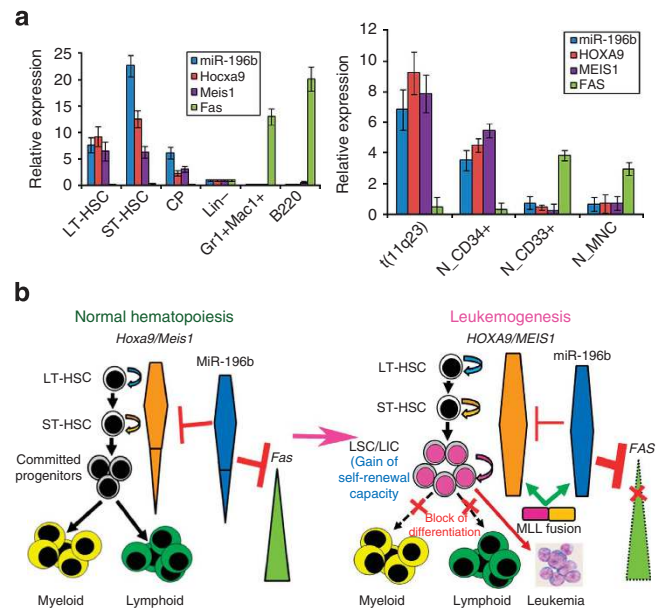 a
Relative expression
25
20
15
10
5
0
miR-196b
Hocxa9
Meis1
Fas
LT-HSC
ST-HSC
CP
Lin–
Gr1+Mac1+
B220
Relative expression
12
10
8
6
4
2
0
miR-196b
HOXA9
MEIS1
FAS
t(11q23)
N_CD34+
N_CD33+
N_MNC
b
Normal hematopoiesis
Hoxa9/Meis1
MiR-196b
LT-HSC
ST-HSC
Committed
progenitors
Fas
Myeloid
Lymphoid
Leukemogenesis
HOXA9/MEIS1
miR-196b
LT-HSC
ST-HSC
LSC/LIC
(Gain of
self-renewal
capacity
FAS
Block of
differentiation
MLL fusion
Myeloid
Lymphoid
Leukemia